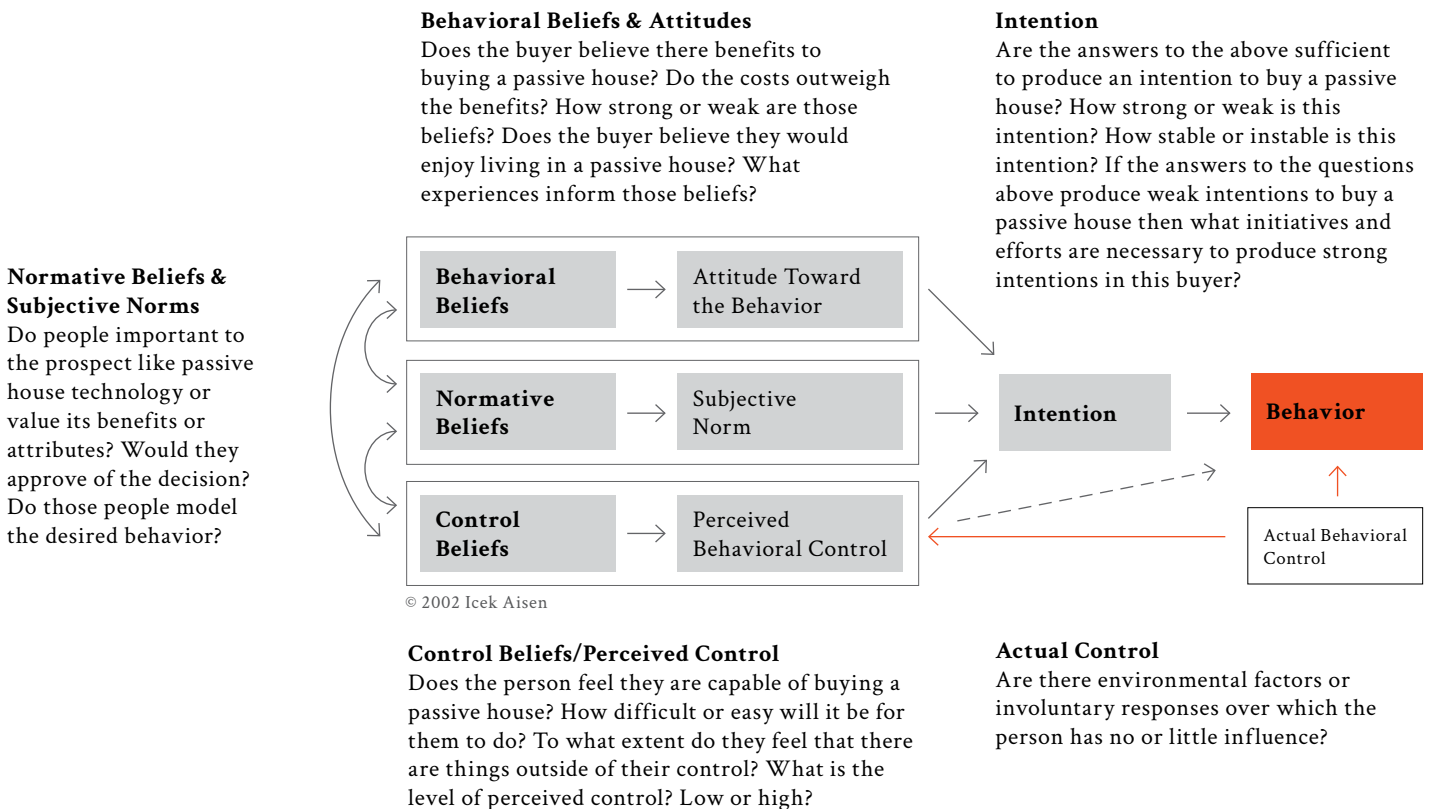 Behavioral Beliefs & Attitudes
Does the buyer believe there benefits to
buying a passive house? Do the costs outweigh
the benefits? How strong or weak are those
beliefs? Does the buyer believe they would
enjoy living in a passive house? What
experiences inform those beliefs?
Intention
Are the answers to the above sufficient
to produce an intention to buy a passive
house? How strong or weak is this
intention? How stable or instable is this
intention? If the answers to the questions
above produce weak intentions to buy a
passive house then what initiatives and
efforts are necessary to produce strong
intentions in this buyer?
Normative Beliefs &
Subjective Norms
Do people important to
the prospect like passive
house technology or
value its benefits or
attributes? Would they
approve of the decision?
Do those people model
the desired behavior?
Behavioral
Beliefs
Attitude Toward
the Behavior
Normative
Beliefs
Subjective
Norm
Control
Beliefs
Perceived
Behavioral Control
Intention
Behavior
Actual Behavioral
Control
© 2002 Icek Aisen
Control Beliefs/Perceived Control
Does the person feel they are capable of buying a
passive house? How difficult or easy will it be for
them to do? To what extent do they feel that there
are things outside of their control? What is the
level of perceived control? Low or high?
Actual Control
Are there environmental factors or
involuntary responses over which the
person has no or little influence?